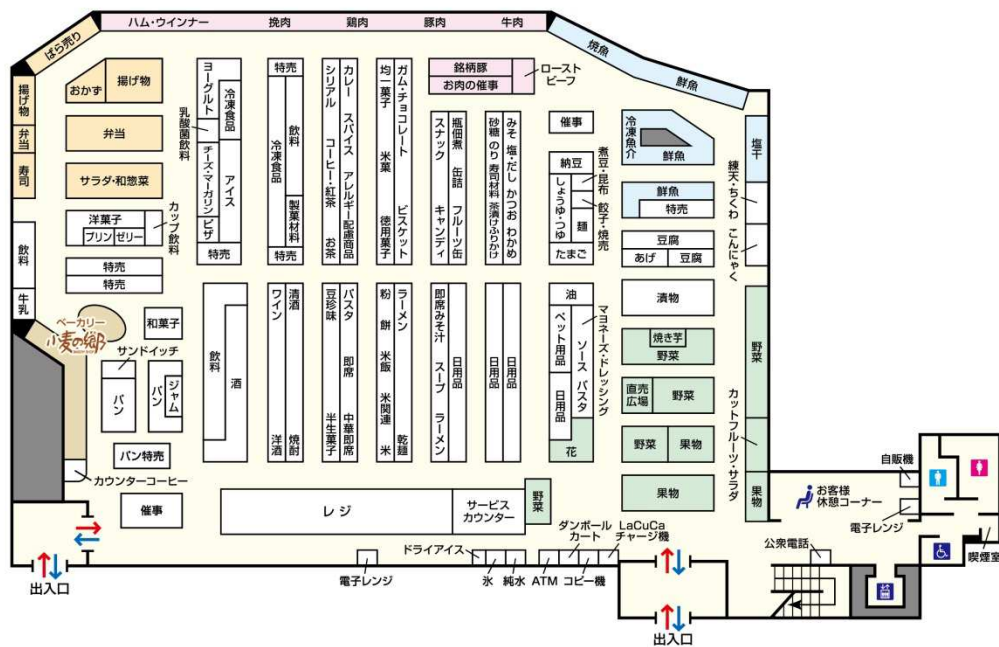 ハム・ウインナー
挽肉
鶏肉
豚肉
牛肉
ばら売り
焼魚
鮮魚
揚げ物
弁当
寿司
おかず
揚げ物
弁当
サラダ・和惣菜
洋菓子
プリン
ゼリー
カップ飲料
特売
特売
飲料
牛乳
ヨーグルト
冷凍食品
乳酸菌飲料
チーズ・マーガリン
アイス
ピザ
特売
特売
飲料
冷凍食品
製菓材料
特売
シリアル
コーヒー・紅茶
お茶
カレー
スパイス
アレルギー配慮商品
均一菓子
米菓
徳用菓子
ガム・チョコレート
ビスケット
銘柄豚
お肉の催事
ローストビーフ
スナック
キャンディ
瓶佃煮
缶詰
フルーツ缶
砂糖
のり
寿司材料
茶漬けふりかけ
みそ
塩・だし
かつお
わかめ
催事
納豆
煮豆・昆布
しょうゆ・つゆ
麺
餃子・焼売
たまご
冷凍魚介
鮮魚
鮮魚
特売
塩干
練天・ちくわ
こんにゃく
豆腐
あげ
豆腐
漬物
焼き芋
野菜
野菜
直売広場
野菜
野菜
果物
果物
カットフルーツ・サラダ
果物
ベーカリー
小麦の郷
和菓子
サンドイッチ
パン
パン
ジャム
パン特売
カウンターコーヒー
催事
飲料
酒
ワイン
洋酒
清酒
焼酎
豆珍味
半生菓子
パスタ
即席
中華即席
粉
餅
米飯
米関連
米
ラーメン
乾麺
即席みそ汁
スープ
ラーメン
日用品
日用品
日用品
油
ペット用品
日用品
マヨネーズ・ドレッシング
ソース
パスタ
花
レジ
サービスカウンター
野菜
電子レンジ
ドライアイス
氷
純水
ATM
ダンボールカート
コピー機
LaCuCa
チャージ機
公衆電話
お客様
休憩コーナー
自販機
電子レンジ
喫煙室
出入口
出入口